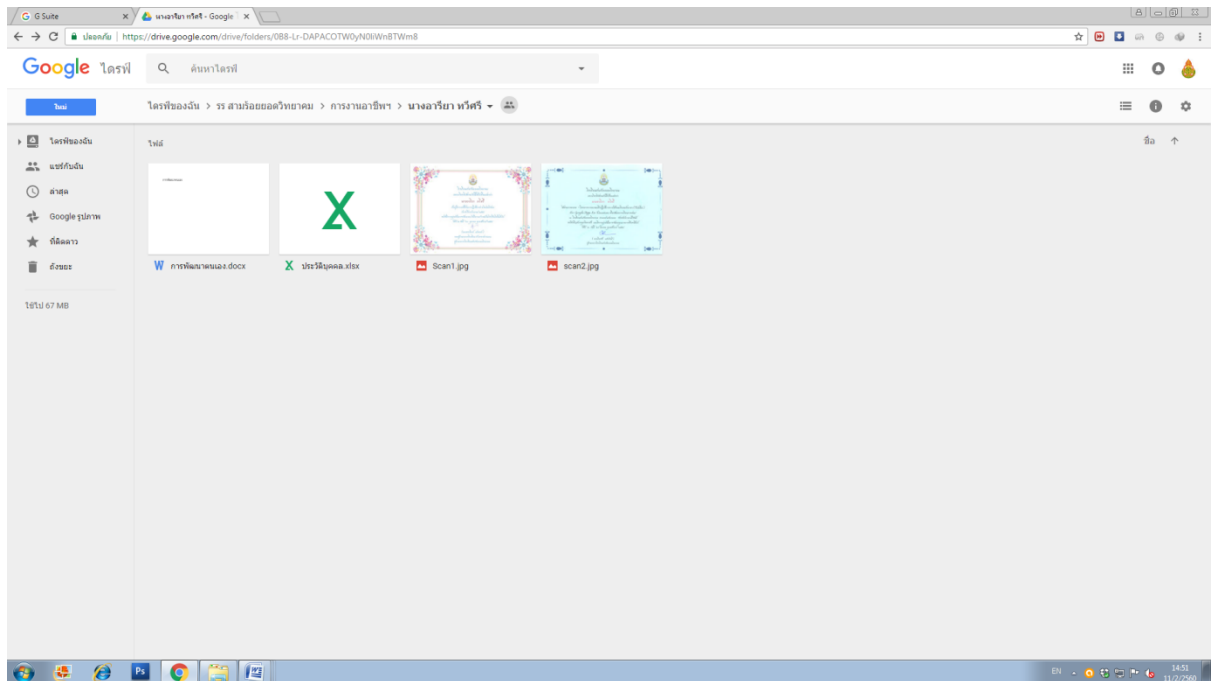 G Suite
นางอารียา ทวีศรี - Google
ปลอดภัย | https://drive.google.com/drive/folders/0B8-Lr-DAPACOTW0yN0liWnBTWm8
Google ไดรฟ์
ค้นหาไดรฟ์
ใหม่
ไดรฟ์ของฉัน > รร สามร้อยยอดวิทยาคม > การงานอาชีพฯ > นางอารียา ทวีศรี
ไดรฟ์ของฉัน
แชร์กับฉัน
ล่าสุด
Google รูปภาพ
ที่ติดดาว
ถังขยะ
ใช้ไป 67 MB
ไฟล์
ชื่อ
การพัฒนาตนเอง.docx
ประวัติบุคคล.xlsx
Scan1.jpg
scan2.jpg
Ps
EN
14:51
11/2/2560